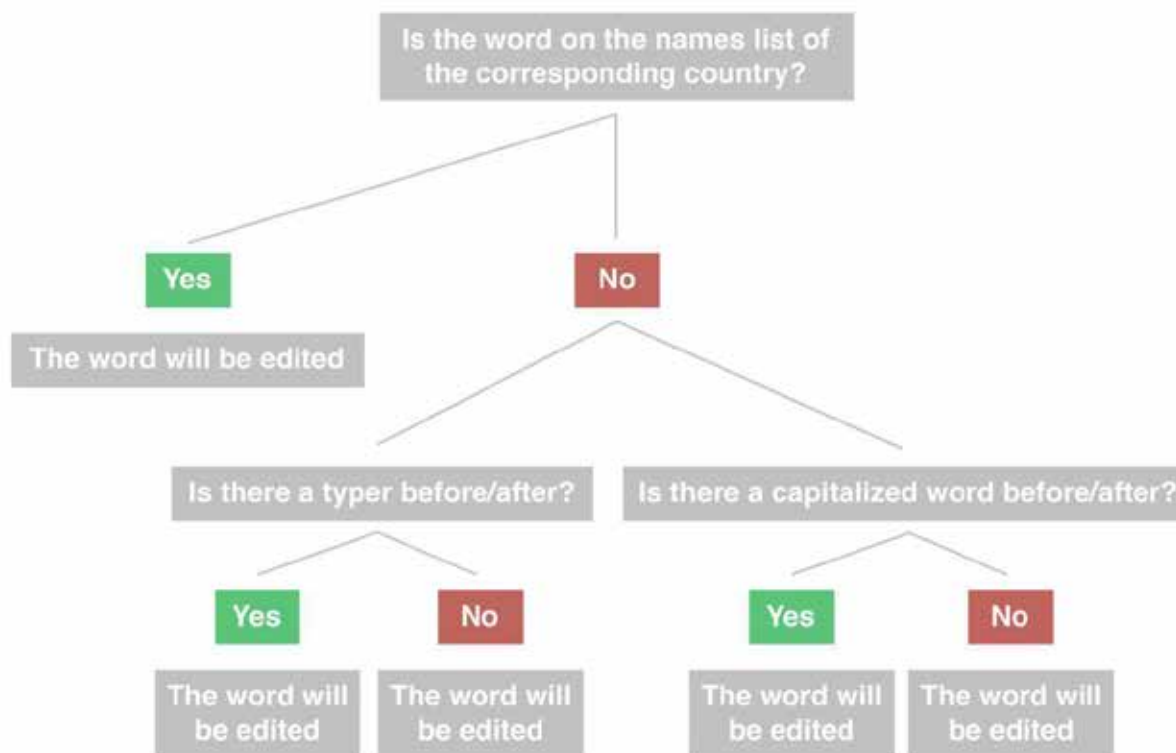 Is the word on the names list of
the corresponding country?
Yes
No
The word will be edited
Is there a typer before/after?
Is there a capitalized word before/after?
Yes
No
Yes
No
The word will
be edited
The word will
be edited
The word will
be edited
The word will
be edited